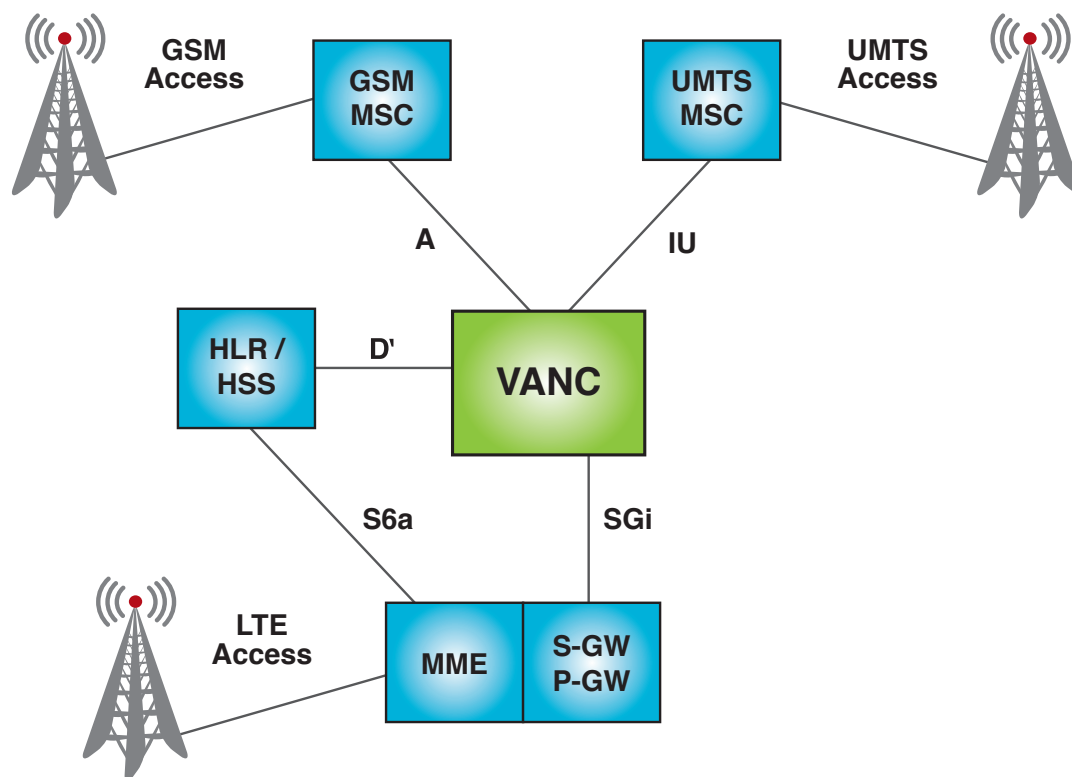 GSM
Access
GSM
MSC
UMTS
MSC
UMTS
Access
A
IU
HLR /
HSS
D'
VANC
S6a
SGi
LTE
Access
MME
S-GW
P-GW